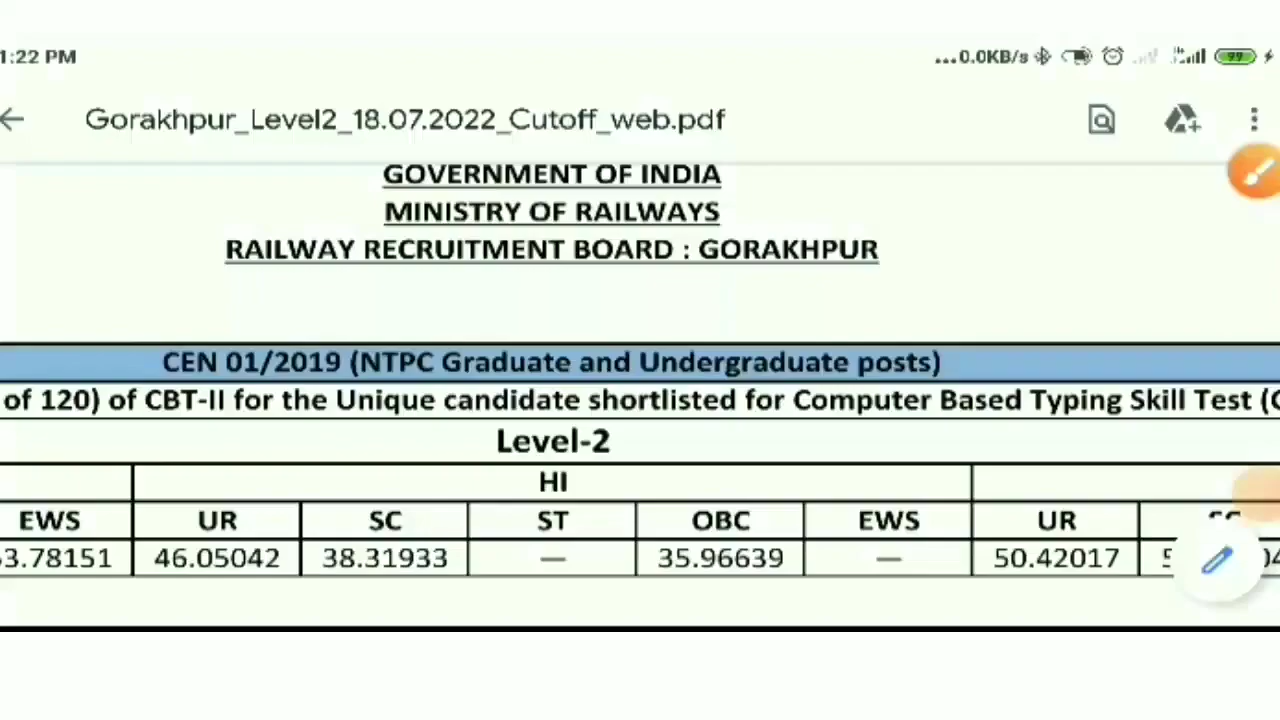 1:22 PM ...0.0KB/s 99
Gorakhpur_Level2_18.07.2022_Cutoff_web.pdf
GOVERNMENT OF INDIA
MINISTRY OF RAILWAYS
RAILWAY RECRUITMENT BOARD : GORAKHPUR
CEN 01/2019 (NTPC Graduate and Undergraduate posts)
of 120) of CBT-II for the Unique candidate shortlisted for Computer Based Typing Skill Test (
Level-2
HI
EWS UR SC ST OBC EWS UR
3.78151 46.05042 38.31933 — 35.96639 — 50.42017